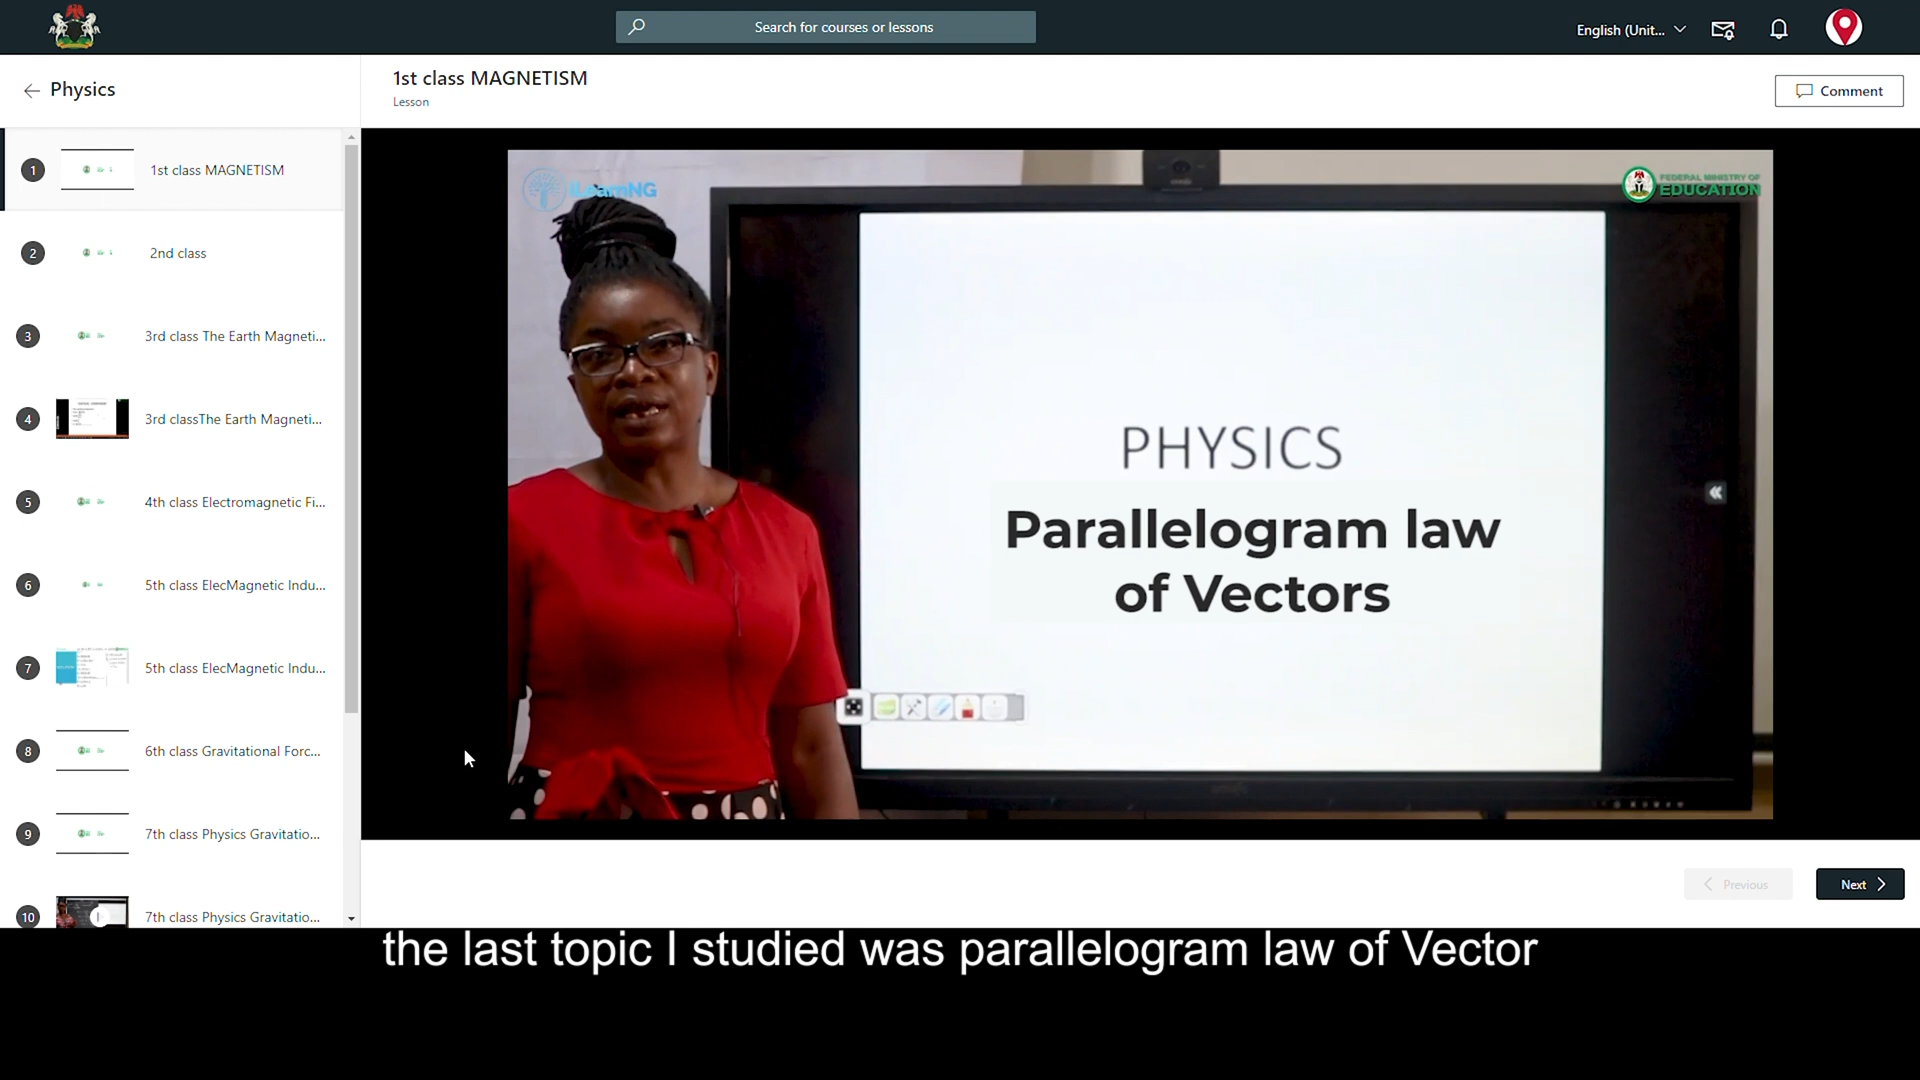 Search for courses or lessons
English (Unit...
Physics
1st class MAGNETISM
Lesson
Comment
1 1st class MAGNETISM
2 2nd class
3 3rd class The Earth Magneti...
4 3rd classThe Earth Magneti...
5 4th class Electromagnetic Fi...
6 5th class ElecMagnetic Indu...
7 5th class ElecMagnetic Indu...
8 6th class Gravitational Forc...
9 7th class Physics Gravitatio...
10 7th class Physics Gravitatio...
iLearnNG
FEDERAL MINISTRY OF
EDUCATION
PHYSICS
Parallelogram law
of Vectors
Previous
Next
the last topic I studied was parallelogram law of Vector